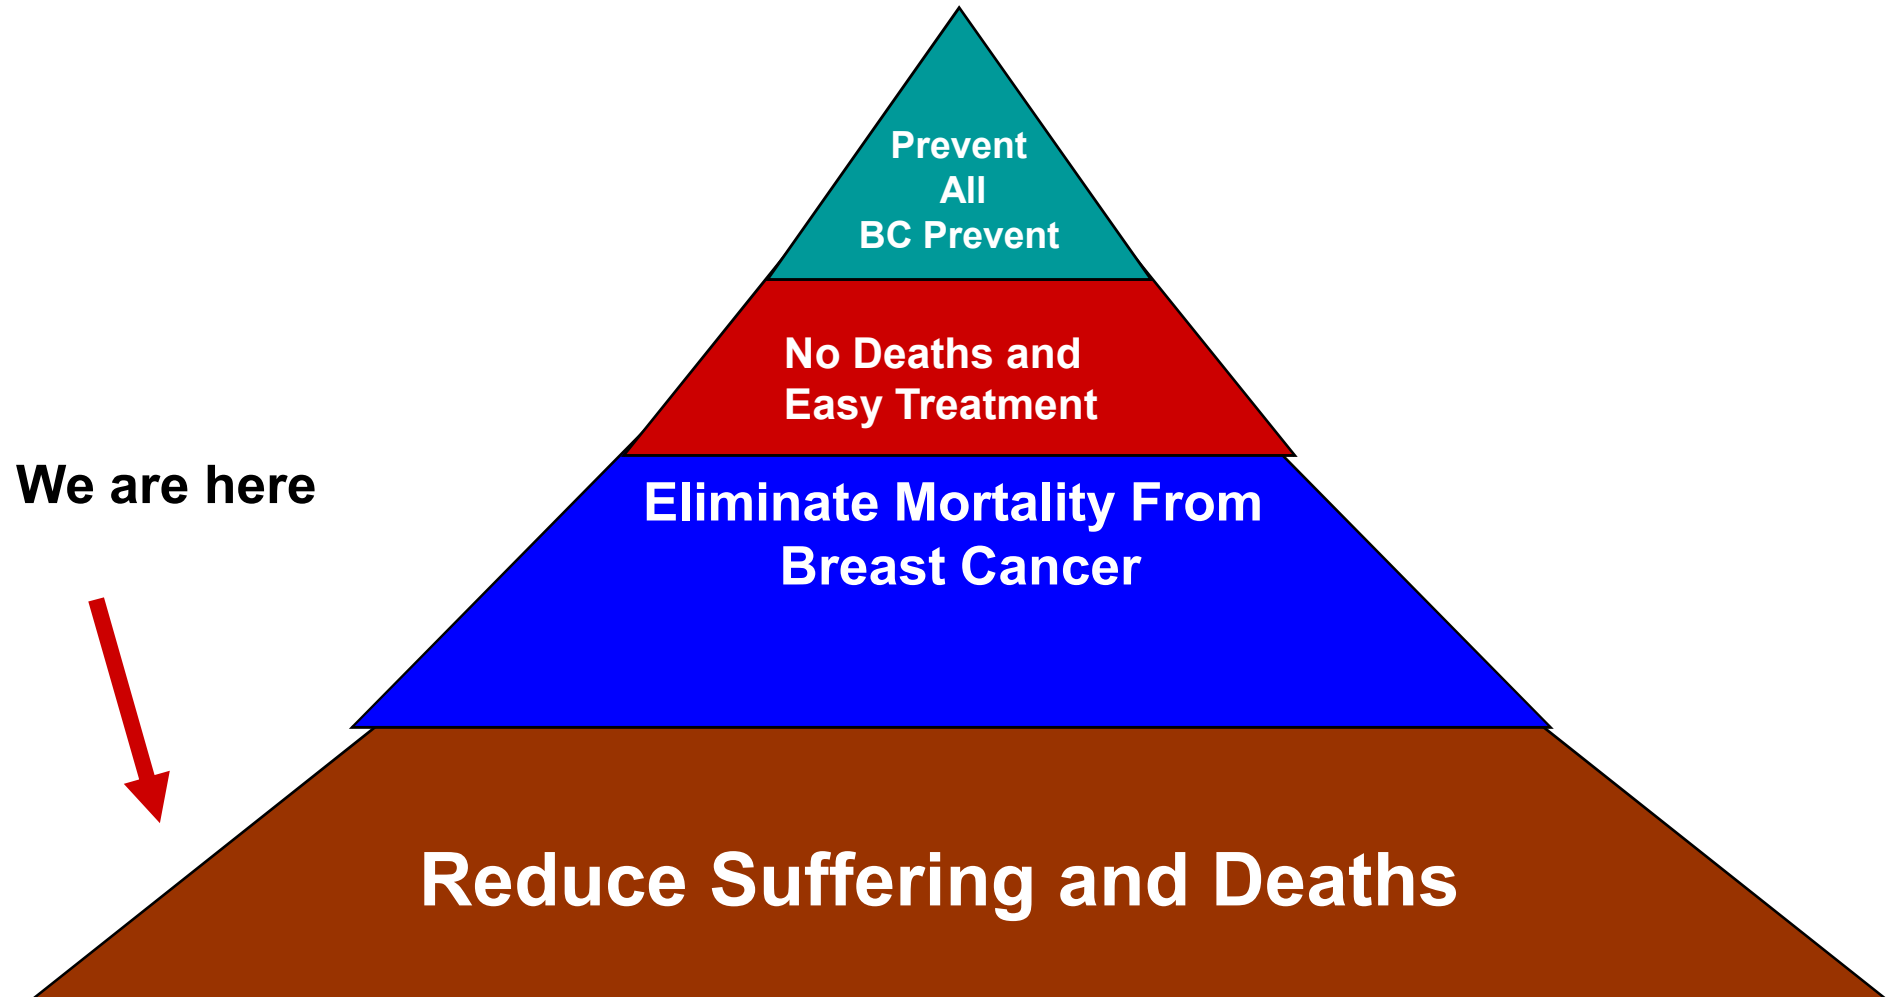 Prevent
All
BC Prevent
No Deaths and
Easy Treatment
We are here
Eliminate Mortality From
Breast Cancer
Reduce Suffering and Deaths